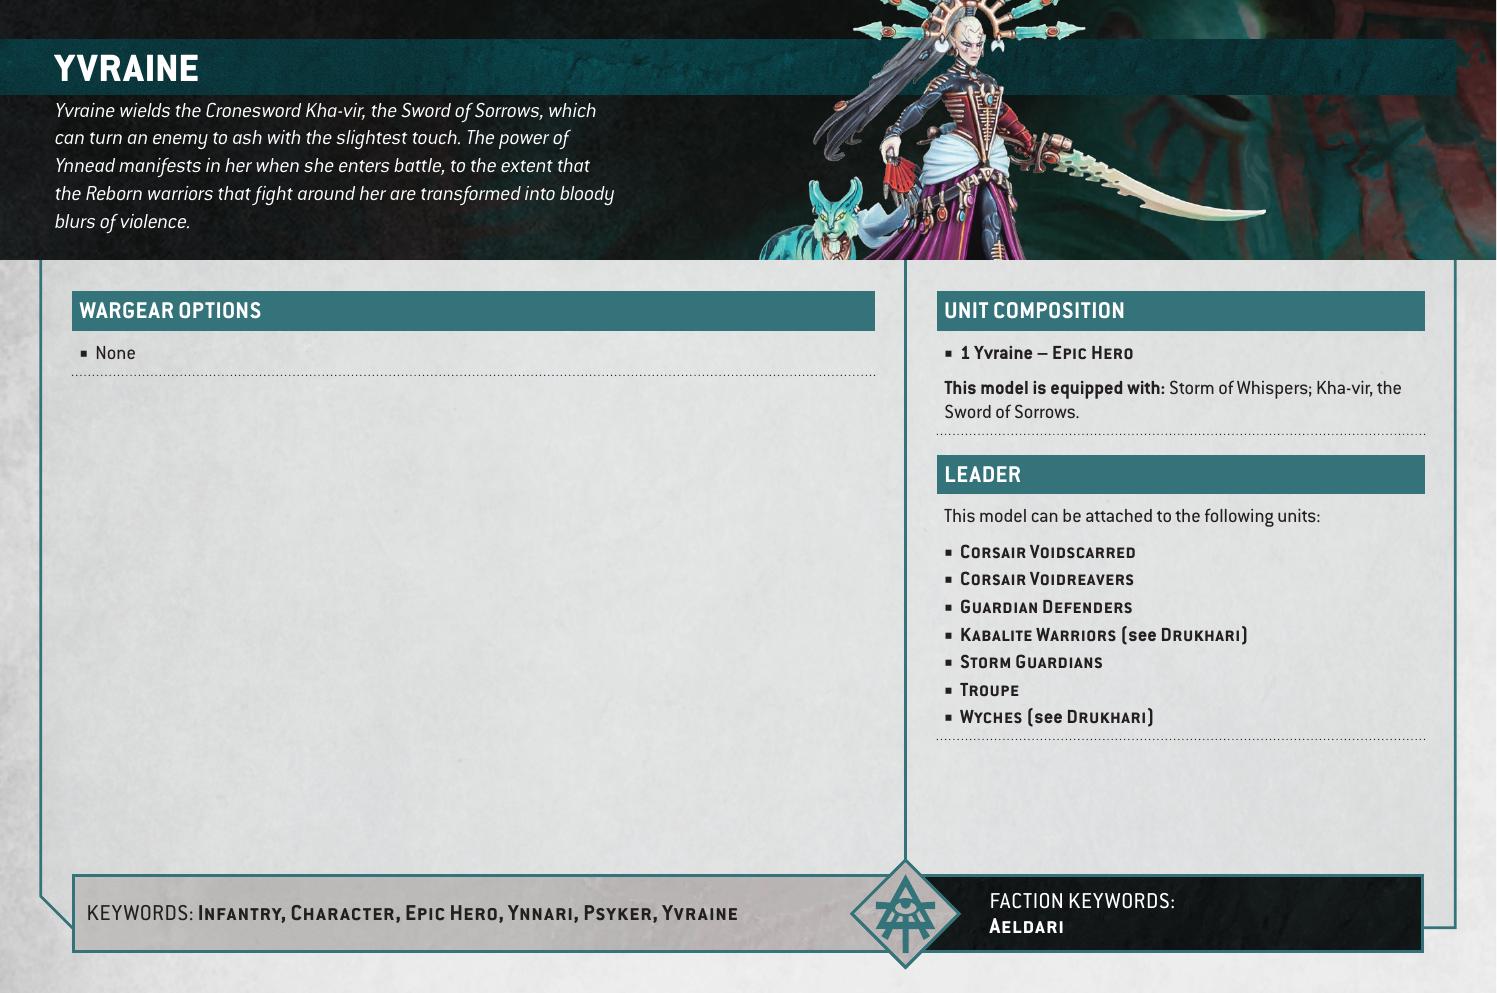 YVRAINE
Yvraine wields the Cronesword Kha-vir, the Sword of Sorrows, which
can turn an enemy to ash with the slightest touch. The power of
Ynnead manifests in her when she enters battle, to the extent that
the Reborn warriors that fight around her are transformed into bloody
blurs of violence.
WARGEAR OPTIONS
▪ None
UNIT COMPOSITION
▪ 1 Yvraine – Epic Hero
This model is equipped with: Storm of Whispers; Kha-vir, the
Sword of Sorrows.
LEADER
This model can be attached to the following units:
▪ Corsair Voidscarred
▪ Corsair Voidreavers
▪ Guardian Defenders
▪ Kabalite Warriors (see Drukhari)
▪ Storm Guardians
▪ Troupe
▪ Wyches (see Drukhari)
KEYWORDS: Infantry, Character, Epic Hero, Ynnari, Psyker, Yvraine
FACTION KEYWORDS:
Aeldari